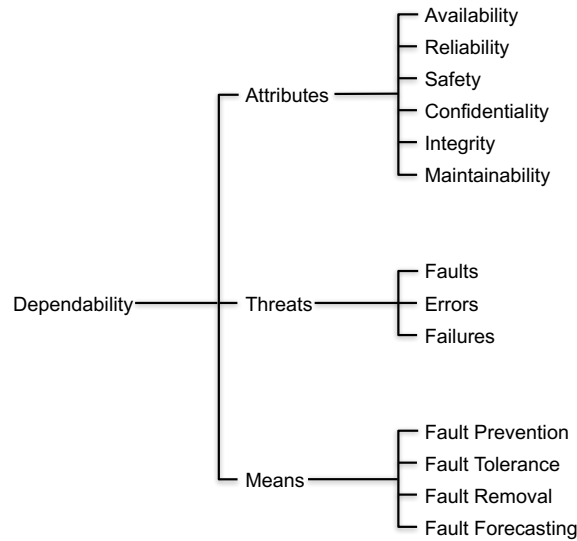 Availability
Reliability
Attributes
Safety
Confidentiality
Integrity
Maintainability
Faults
Dependability
Threats
Errors
Failures
Fault Prevention
Fault Tolerance
Means
Fault Removal
Fault Forecasting